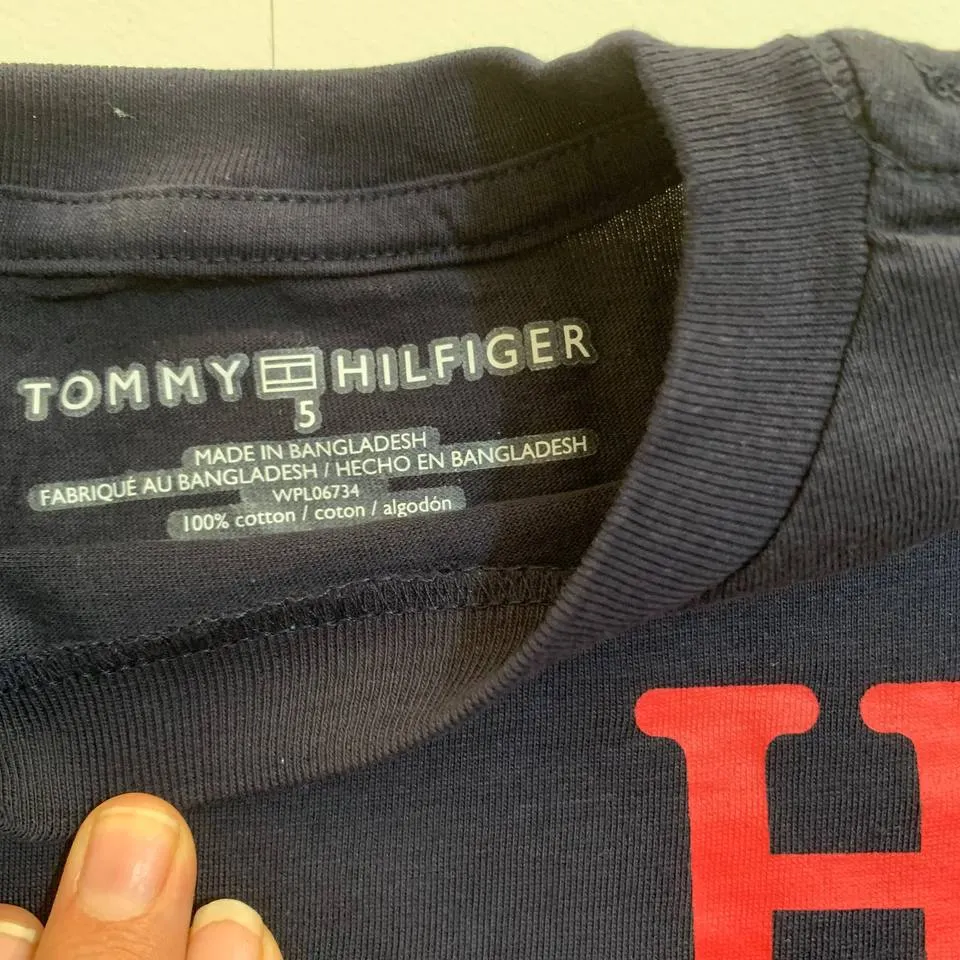 TOMMY HILFIGER
5
MADE IN BANGLADESH
FABRIQUÉ AU BANGLADESH / HECHO EN BANGLADESH
WPL06734
100% cotton / coton / algodón
H